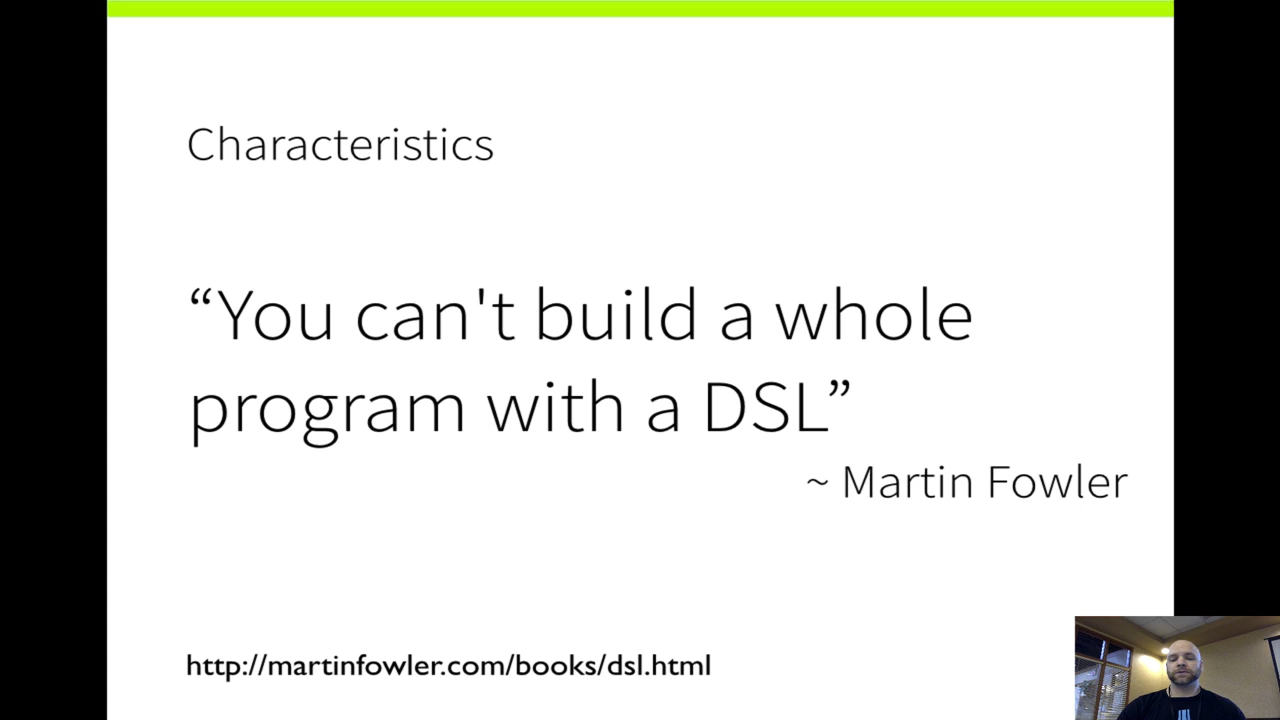 Characteristics
“You can't build a whole
program with a DSL”
~ Martin Fowler
http://martinfowler.com/books/dsl.html